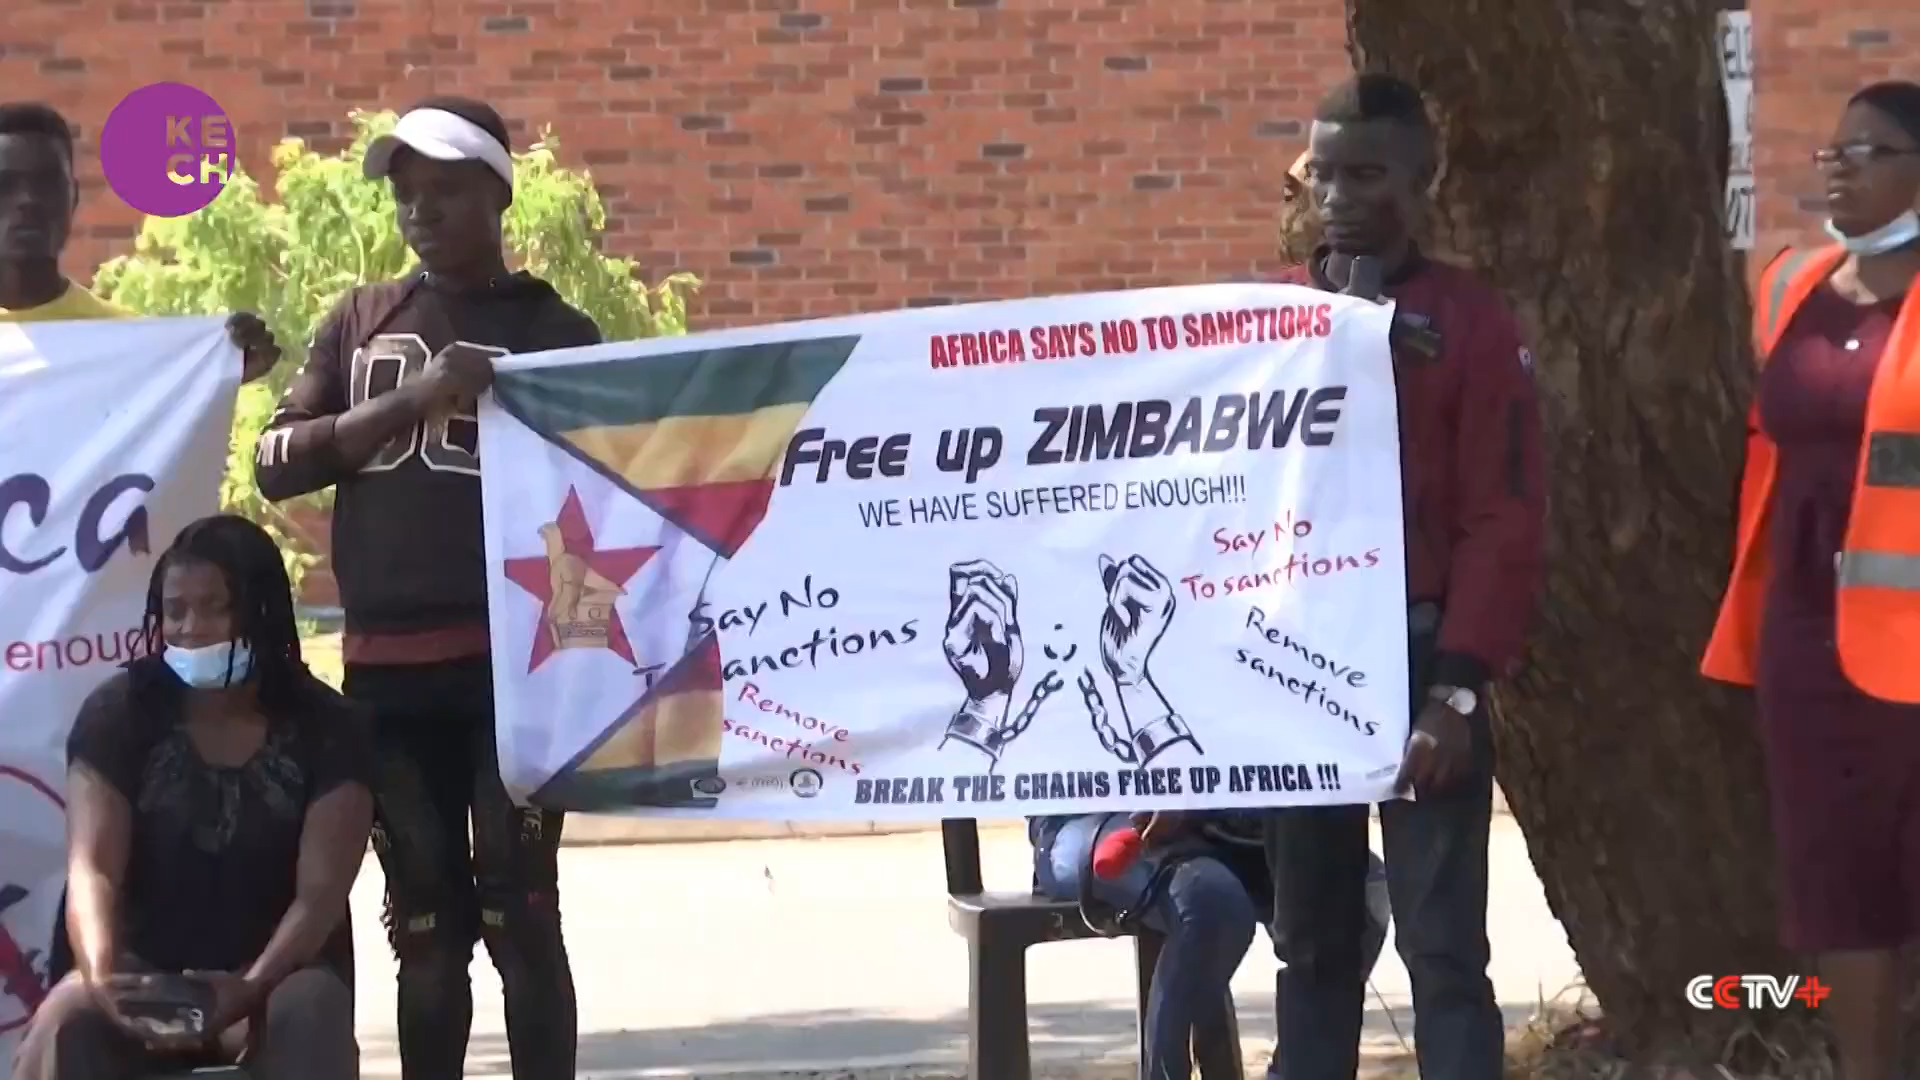 KE
CH
AFRICA SAYS NO TO SANCTIONS
Free up ZIMBABWE
WE HAVE SUFFERED ENOUGH!!!
Say No
To sanctions
Say No
anctions
Remove
sanctions
Remove
sanctions
BREAK THE CHAINS FREE UP AFRICA !!!
ca
enough
CCTV+